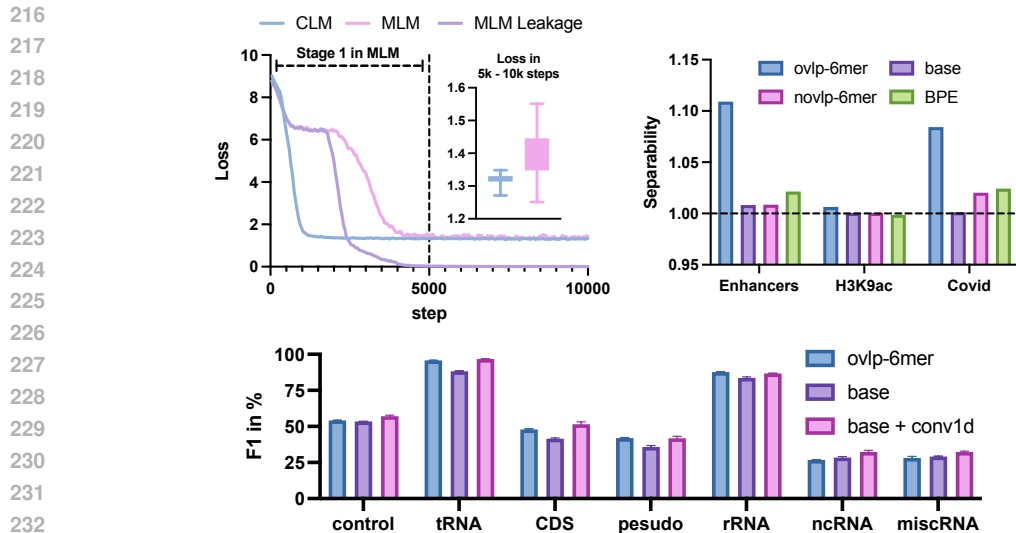 216
217
218
219
220
221
222
223
224
225
226
227
228
229
230
231
232
CLM MLM MLM Leakage
Stage 1 in MLM
Loss in
5k - 10k steps
1.6
1.5
1.4
1.3
1.2
10
8
6
4
2
0
Loss
0 5000 10000
step
1.15
1.10
1.05
1.00
0.95
Separability
ovlp-6mer base
novlp-6mer BPE
Enhancers H3K9ac Covid
100
75
50
25
0
F1 in %
ovlp-6mer
base
base + conv1d
control tRNA CDS pesudo rRNA ncRNA miscRNA